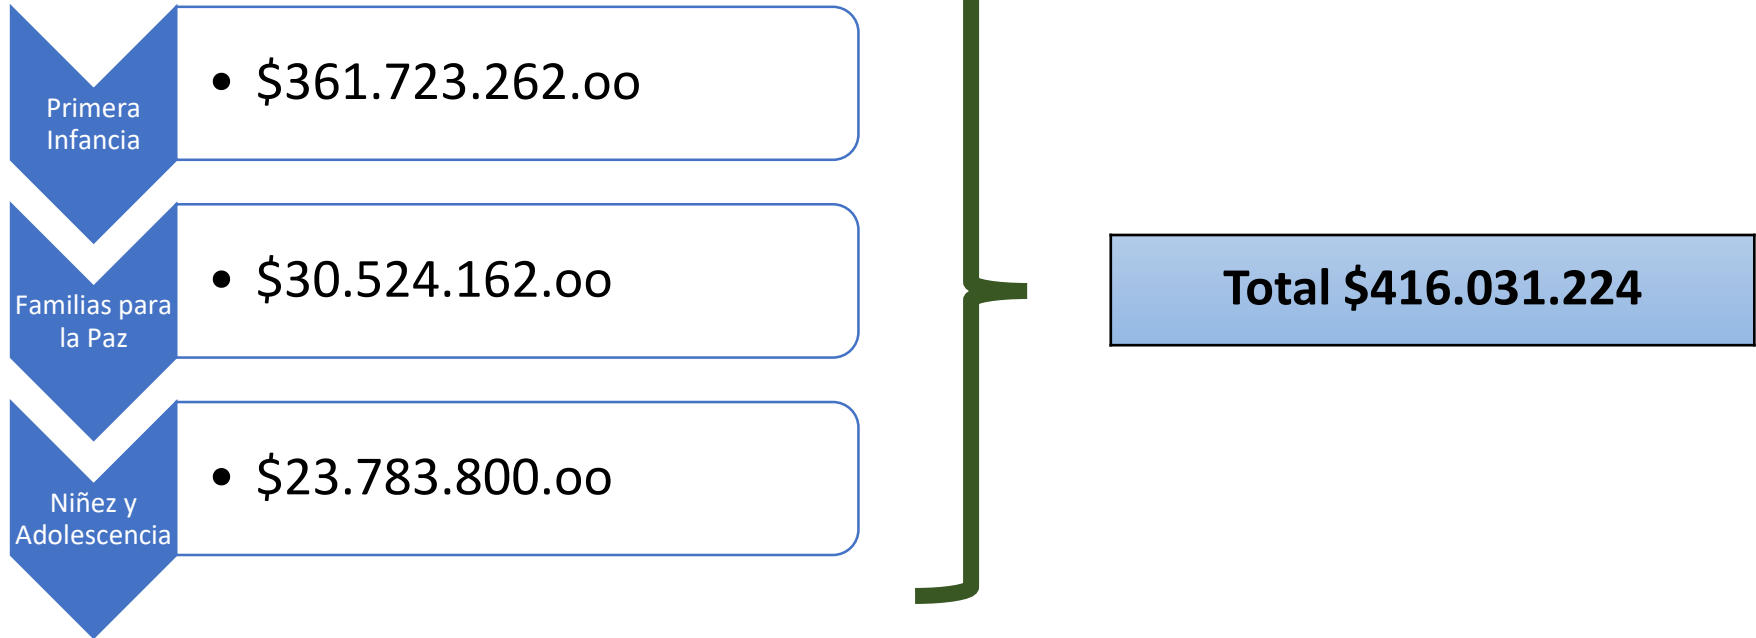 Primera
Infancia
• $361.723.262.oo
Familias para
la Paz
• $30.524.162.oo
Niñez y
Adolescencia
• $23.783.800.oo
Total $416.031.224